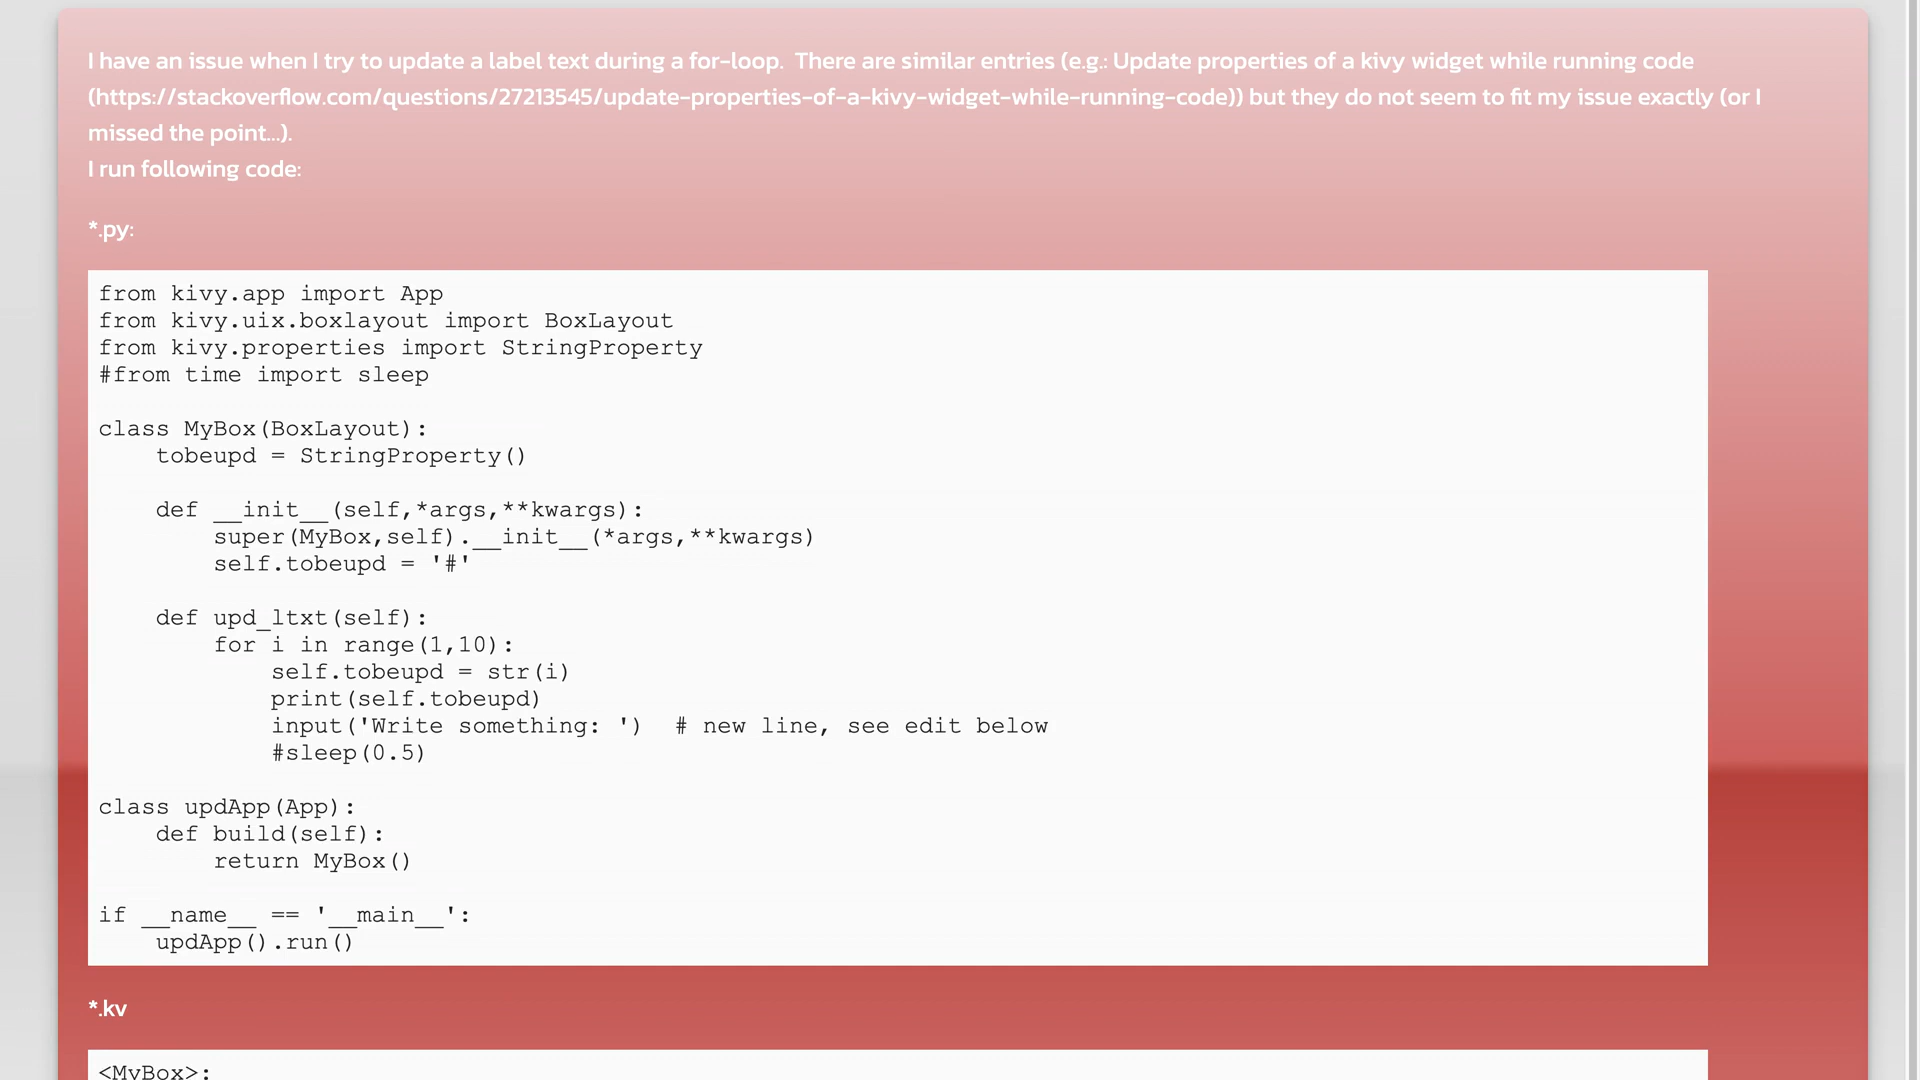 I have an issue when I try to update a label text during a for-loop.  There are similar entries (e.g.: Update properties of a kivy widget while running code
(https://stackoverflow.com/questions/27213545/update-properties-of-a-kivy-widget-while-running-code)) but they do not seem to fit my issue exactly (or I
missed the point...).
I run following code:
*.py:
from kivy.app import App
from kivy.uix.boxlayout import BoxLayout
from kivy.properties import StringProperty
#from time import sleep
class MyBox(BoxLayout):
    tobeupd = StringProperty()
    def __init__(self,*args,**kwargs):
        super(MyBox,self).__init__(*args,**kwargs)
        self.tobeupd = '#'
    def upd_ltxt(self):
        for i in range(1,10):
            self.tobeupd = str(i)
            print(self.tobeupd)
            input('Write something: ')  # new line, see edit below
            #sleep(0.5)
class updApp(App):
    def build(self):
        return MyBox()
if __name__ == '__main__':
    updApp().run()
*.kv
<MyBox>: